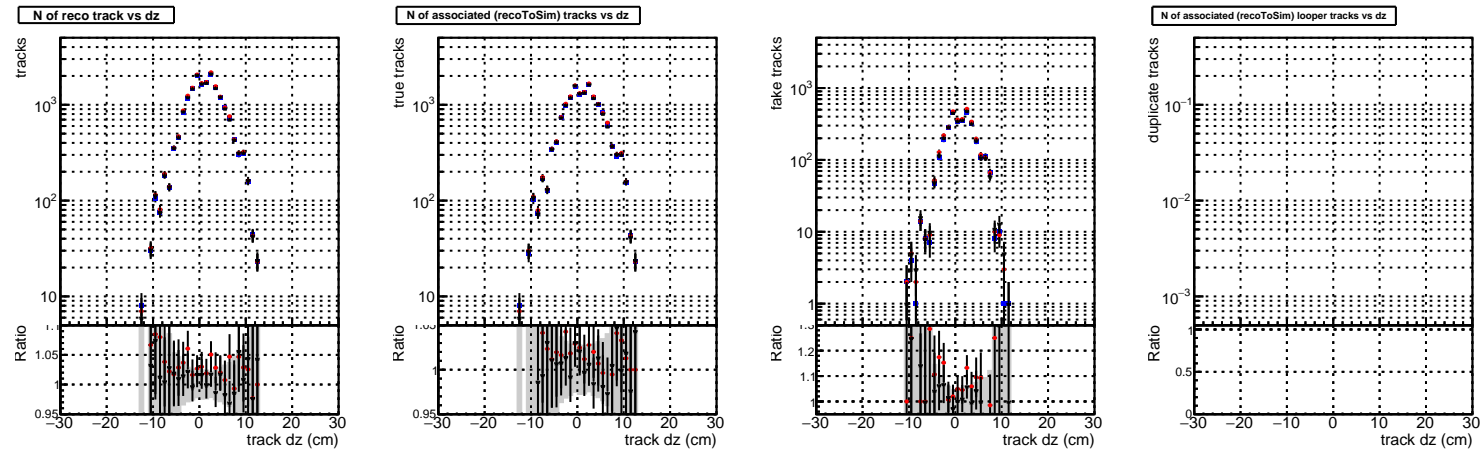 N of reco track vs dz
tracks
10³
10²
10
Ratio
1.1
1.05
1
0.95
−30 −20 −10 0 10 20 30
track dz (cm)
N of associated (recoToSim) tracks vs dz
true tracks
10³
10²
10
Ratio
1
0.95
−30 −20 −10 0 10 20 30
track dz (cm)
fake tracks
10³
10²
10
1
Ratio
1.3
1.2
1.1
1
−30 −20 −10 0 10 20 30
track dz (cm)
N of associated (recoToSim) looper tracks vs dz
duplicate tracks
10⁻¹
10⁻²
10⁻³
Ratio
1
0.5
0
−30 −20 −10 0 10 20 30
track dz (cm)